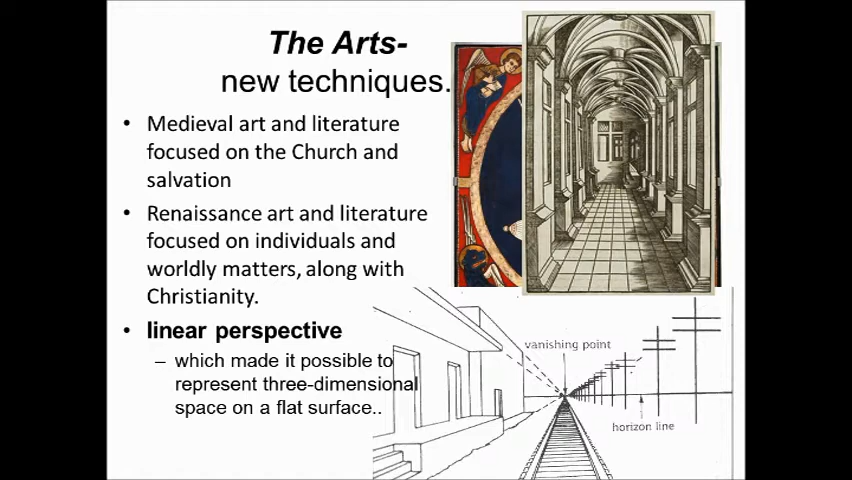 The Arts-
new techniques.
• Medieval art and literature
focused on the Church and
salvation
• Renaissance art and literature
focused on individuals and
worldly matters, along with
Christianity.
• linear perspective
– which made it possible to
represent three-dimensional
space on a flat surface..
vanishing point
horizon line